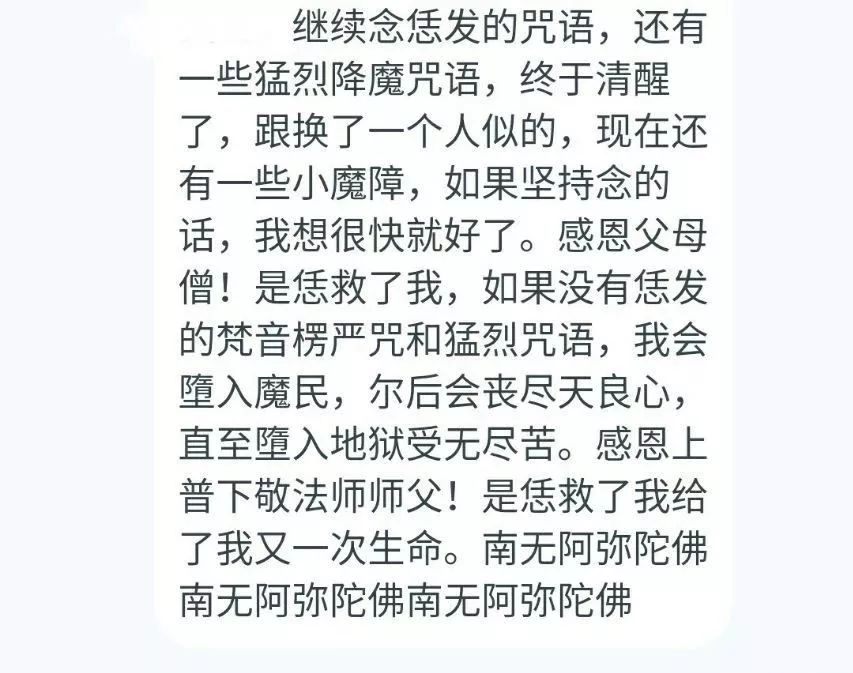 继续念恁发的咒语，还有
一些猛烈降魔咒语，终于清醒
了，跟换了一个人似的，现在还
有一些小魔障，如果坚持念的
话，我想很快就好了。感恩父母
僧！是恁救了我，如果没有恁发
的梵音楞严咒和猛烈咒语，我会
墮入魔民，尔后会丧尽天良心，
直至墮入地狱受无尽苦。感恩上
普下敬法师师父！是恁救了我给
了我又一次生命。南无阿弥陀佛
南无阿弥陀佛南无阿弥陀佛